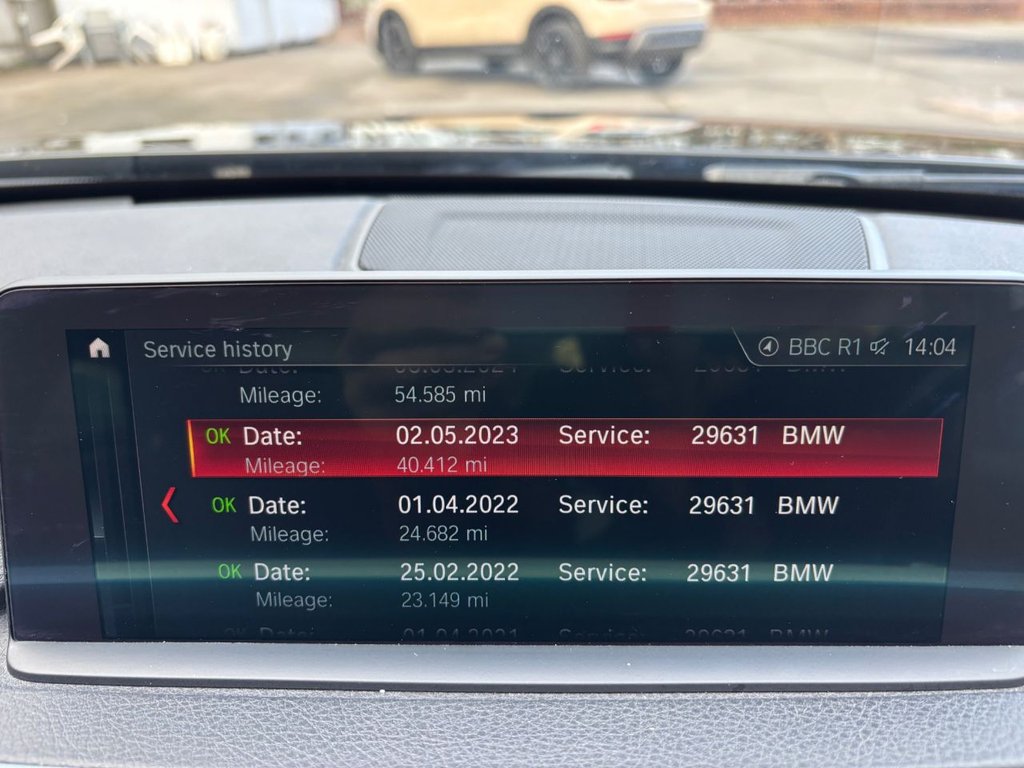 Service history
BBC R1 14:04
Mileage: 54.585 mi
OK Date: 02.05.2023 Service: 29631 BMW
Mileage: 40.412 mi
OK Date: 01.04.2022 Service: 29631 BMW
Mileage: 24.682 mi
OK Date: 25.02.2022 Service: 29631 BMW
Mileage: 23.149 mi